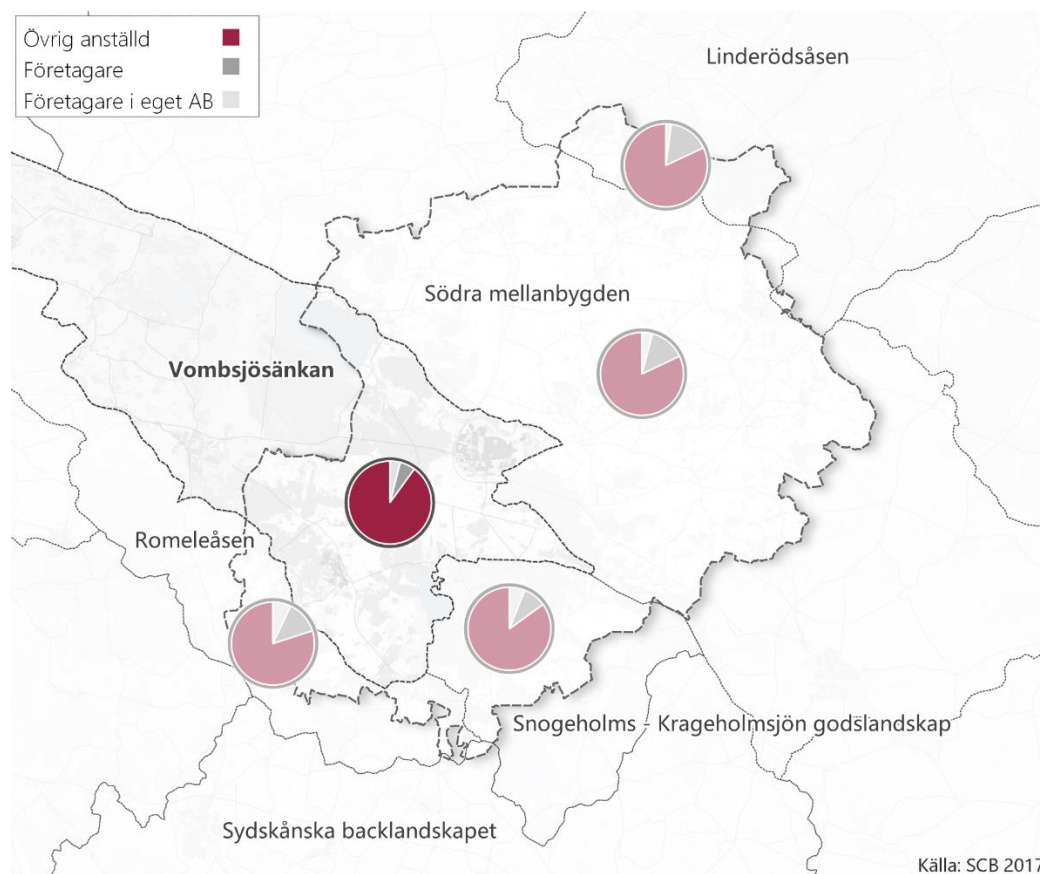 Övrig anställd
Företagare
Företagare i eget AB
Linderödsåsen
Södra mellanbygden
Vombsjösänkan
Romeleåsen
Snogeholms - Krageholmsjön godslandskap
Sydskånska backlandskapet
Källa: SCB 2017